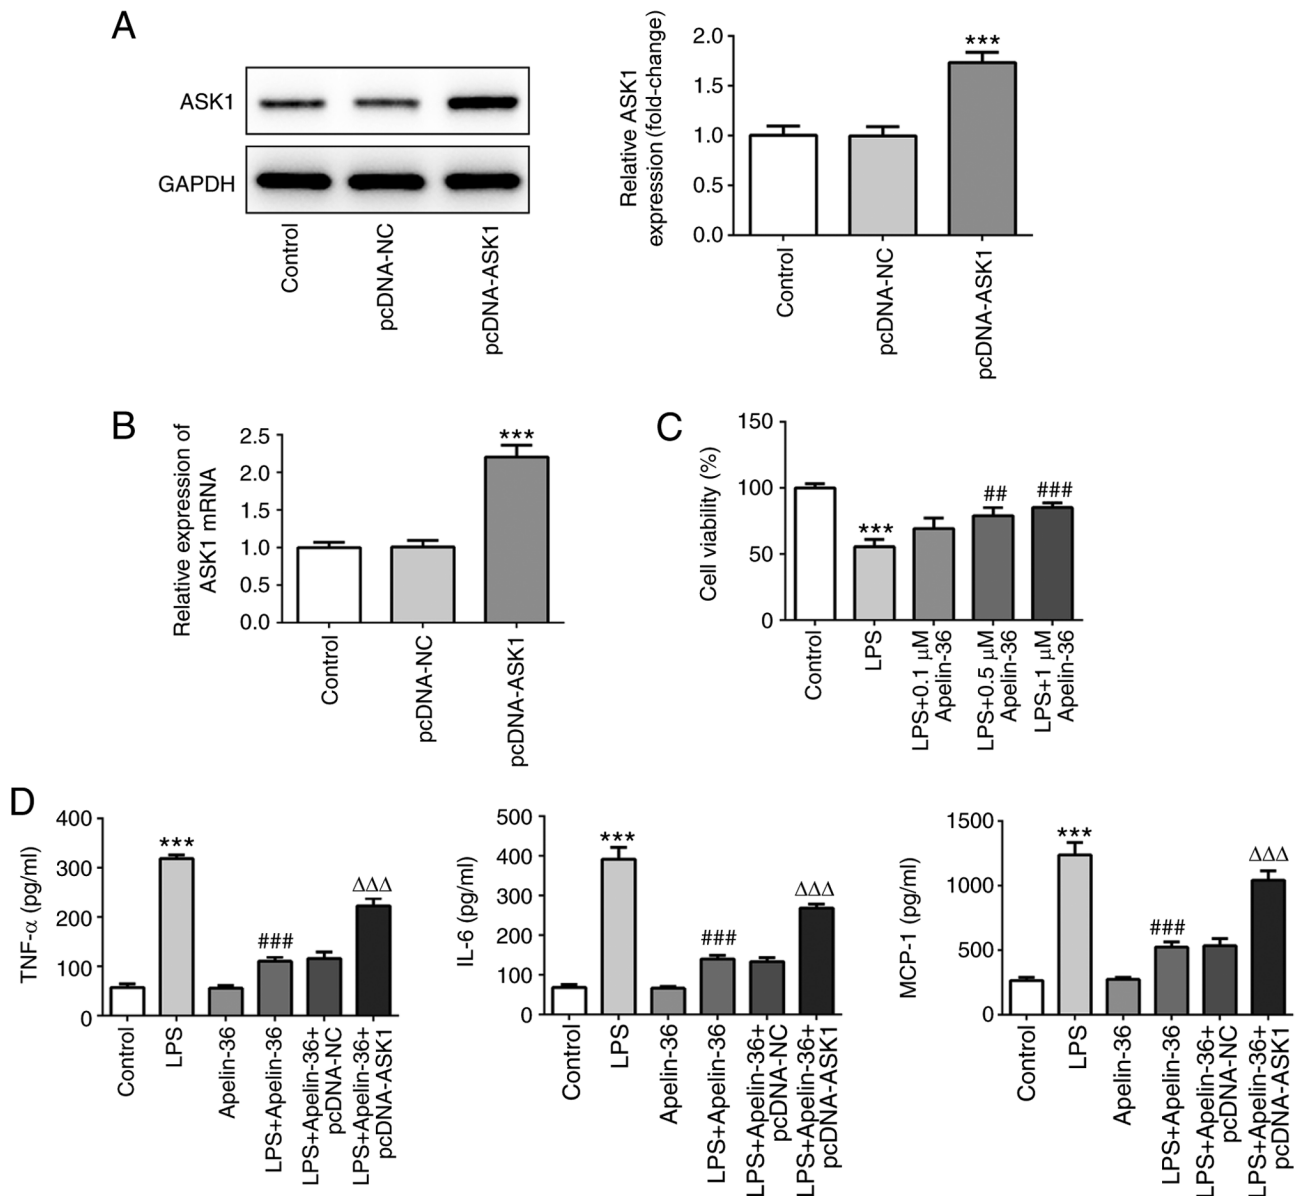 A
ASK1
GAPDH
Control
pcDNA-NC
pcDNA-ASK1
Relative ASK1
expression (fold-change)
2.0
1.5
1.0
0.5
0.0
***
Control
pcDNA-NC
pcDNA-ASK1
B
Relative expression of
ASK1 mRNA
2.5
2.0
1.5
1.0
0.5
0.0
***
Control
pcDNA-NC
pcDNA-ASK1
C
Cell viability (%)
150
100
50
0
***
##
###
Control
LPS
LPS+0.1 μM
Apelin-36
LPS+0.5 μM
Apelin-36
LPS+1 μM
Apelin-36
D
TNF-α (pg/ml)
400
300
200
100
0
***
###
ΔΔΔ
Control
LPS
Apelin-36
LPS+Apelin-36
LPS+Apelin-36+
pcDNA-NC
LPS+Apelin-36+
pcDNA-ASK1
IL-6 (pg/ml)
500
400
300
200
100
0
***
###
ΔΔΔ
Control
LPS
Apelin-36
LPS+Apelin-36
LPS+Apelin-36+
pcDNA-NC
LPS+Apelin-36+
pcDNA-ASK1
MCP-1 (pg/ml)
1500
1000
500
0
***
###
ΔΔΔ
Control
LPS
Apelin-36
LPS+Apelin-36
LPS+Apelin-36+
pcDNA-NC
LPS+Apelin-36+
pcDNA-ASK1